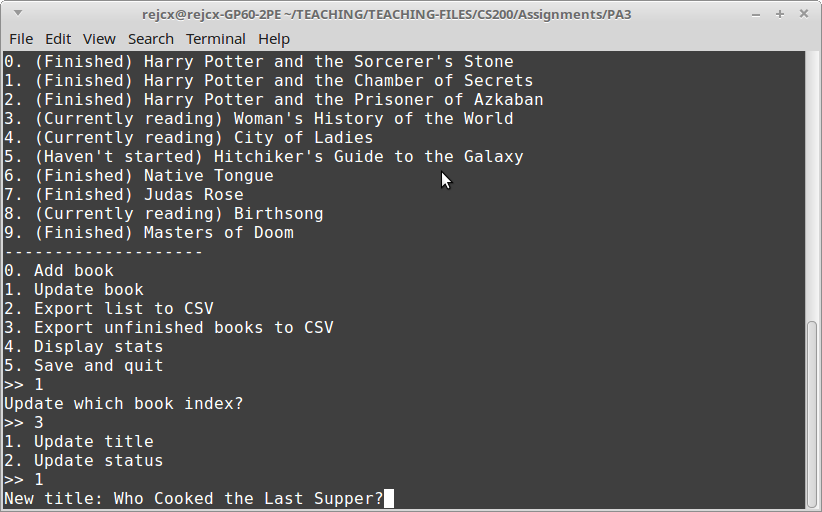 rejcx@rejcx-GP60-2PE ~/TEACHING/TEACHING-FILES/CS200/Assignments/PA3
File Edit View Search Terminal Help
0. (Finished) Harry Potter and the Sorcerer's Stone
1. (Finished) Harry Potter and the Chamber of Secrets
2. (Finished) Harry Potter and the Prisoner of Azkaban
3. (Currently reading) Woman's History of the World
4. (Currently reading) City of Ladies
5. (Haven't started) Hitchiker's Guide to the Galaxy
6. (Finished) Native Tongue
7. (Finished) Judas Rose
8. (Currently reading) Birthsong
9. (Finished) Masters of Doom
--------------------
0. Add book
1. Update book
2. Export list to CSV
3. Export unfinished books to CSV
4. Display stats
5. Save and quit
>> 1
Update which book index?
>> 3
1. Update title
2. Update status
>> 1
New title: Who Cooked the Last Supper?